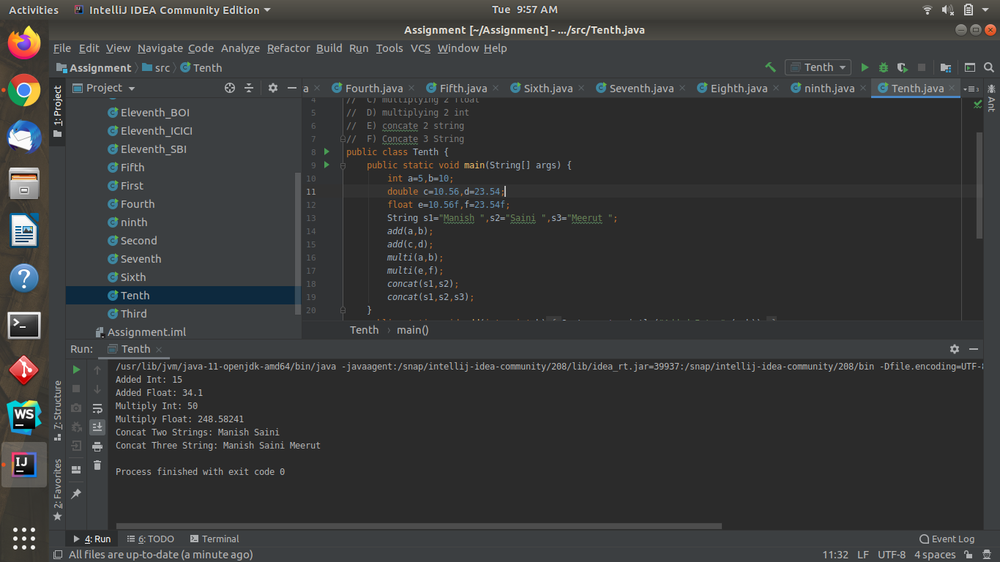 Activities IntelliJ IDEA Community Edition Tue 9:57 AM
Assignment [~/Assignment] - .../src/Tenth.java
File Edit View Navigate Code Analyze Refactor Build Run Tools VCS Window Help
Assignment src Tenth Tenth
1: Project
Project
Eleventh_BOI
Eleventh_ICICI
Eleventh_SBI
Fifth
First
Fourth
ninth
Second
Seventh
Sixth
Tenth
Third
Assignment.iml
a Fourth.java Fifth.java Sixth.java Seventh.java Eighth.java ninth.java Tenth.java
Ant
4 // C) multiplying 2 float
5 // D) multiplying 2 int
6 // E) concate 2 string
7 // F) Concate 3 String
8 public class Tenth {
9 public static void main(String[] args) {
10 int a=5,b=10;
11 double c=10.56,d=23.54;
12 float e=10.56f,f=23.54f;
13 String s1="Manish ",s2="Saini ",s3="Meerut ";
14 add(a,b);
15 add(c,d);
16 multi(a,b);
17 multi(e,f);
18 concat(s1,s2);
19 concat(s1,s2,s3);
20 }
Tenth › main()
Run: Tenth
/usr/lib/jvm/java-11-openjdk-amd64/bin/java -javaagent:/snap/intellij-idea-community/208/lib/idea_rt.jar=39937:/snap/intellij-idea-community/208/bin -Dfile.encoding=UTF-8
Added Int: 15
Added Float: 34.1
Multiply Int: 50
Multiply Float: 248.58241
Concat Two Strings: Manish Saini
Concat Three String: Manish Saini Meerut
Process finished with exit code 0
7: Structure
2: Favorites
WS
IJ
4: Run 6: TODO Terminal Event Log
All files are up-to-date (a minute ago) 11:32 LF UTF-8 4 spaces